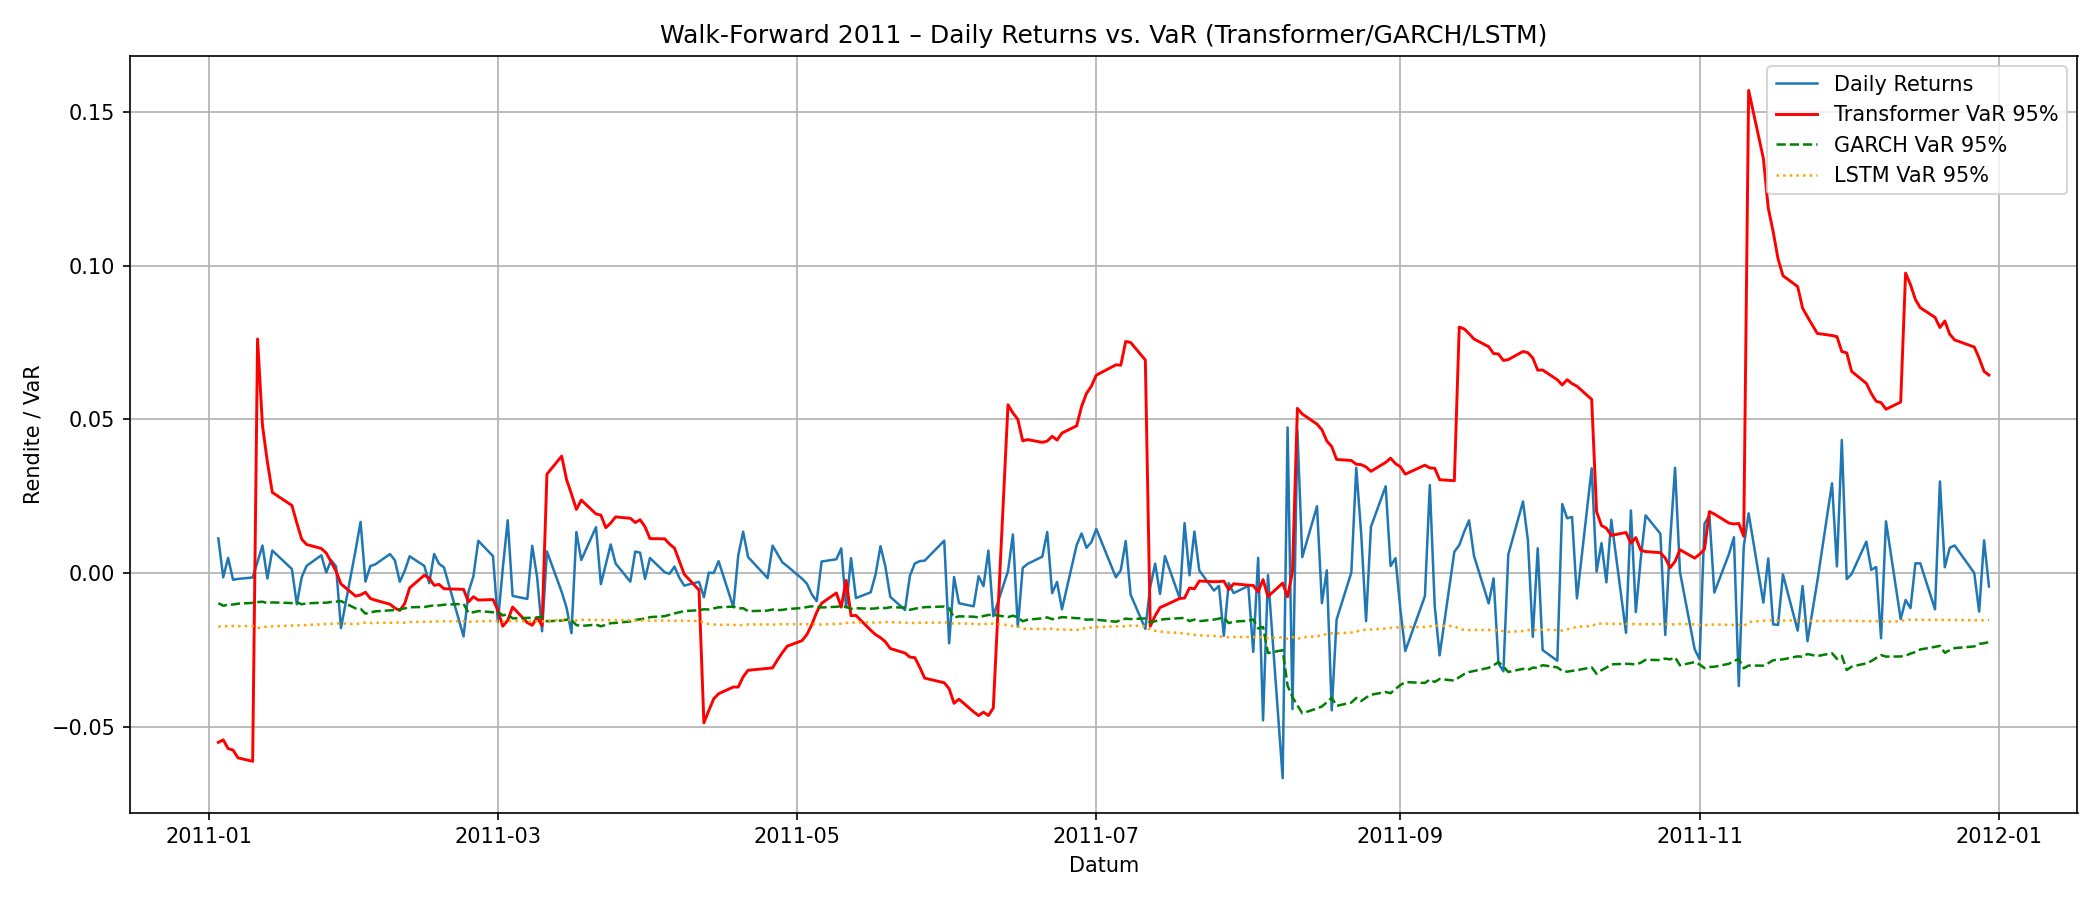 Walk-Forward 2011 – Daily Returns vs. VaR (Transformer/GARCH/LSTM)
Daily Returns
Transformer VaR 95%
GARCH VaR 95%
LSTM VaR 95%
Rendite / VaR
0.15
0.10
0.05
0.00
−0.05
2011-01 2011-03 2011-05 2011-07 2011-09 2011-11 2012-01
Datum